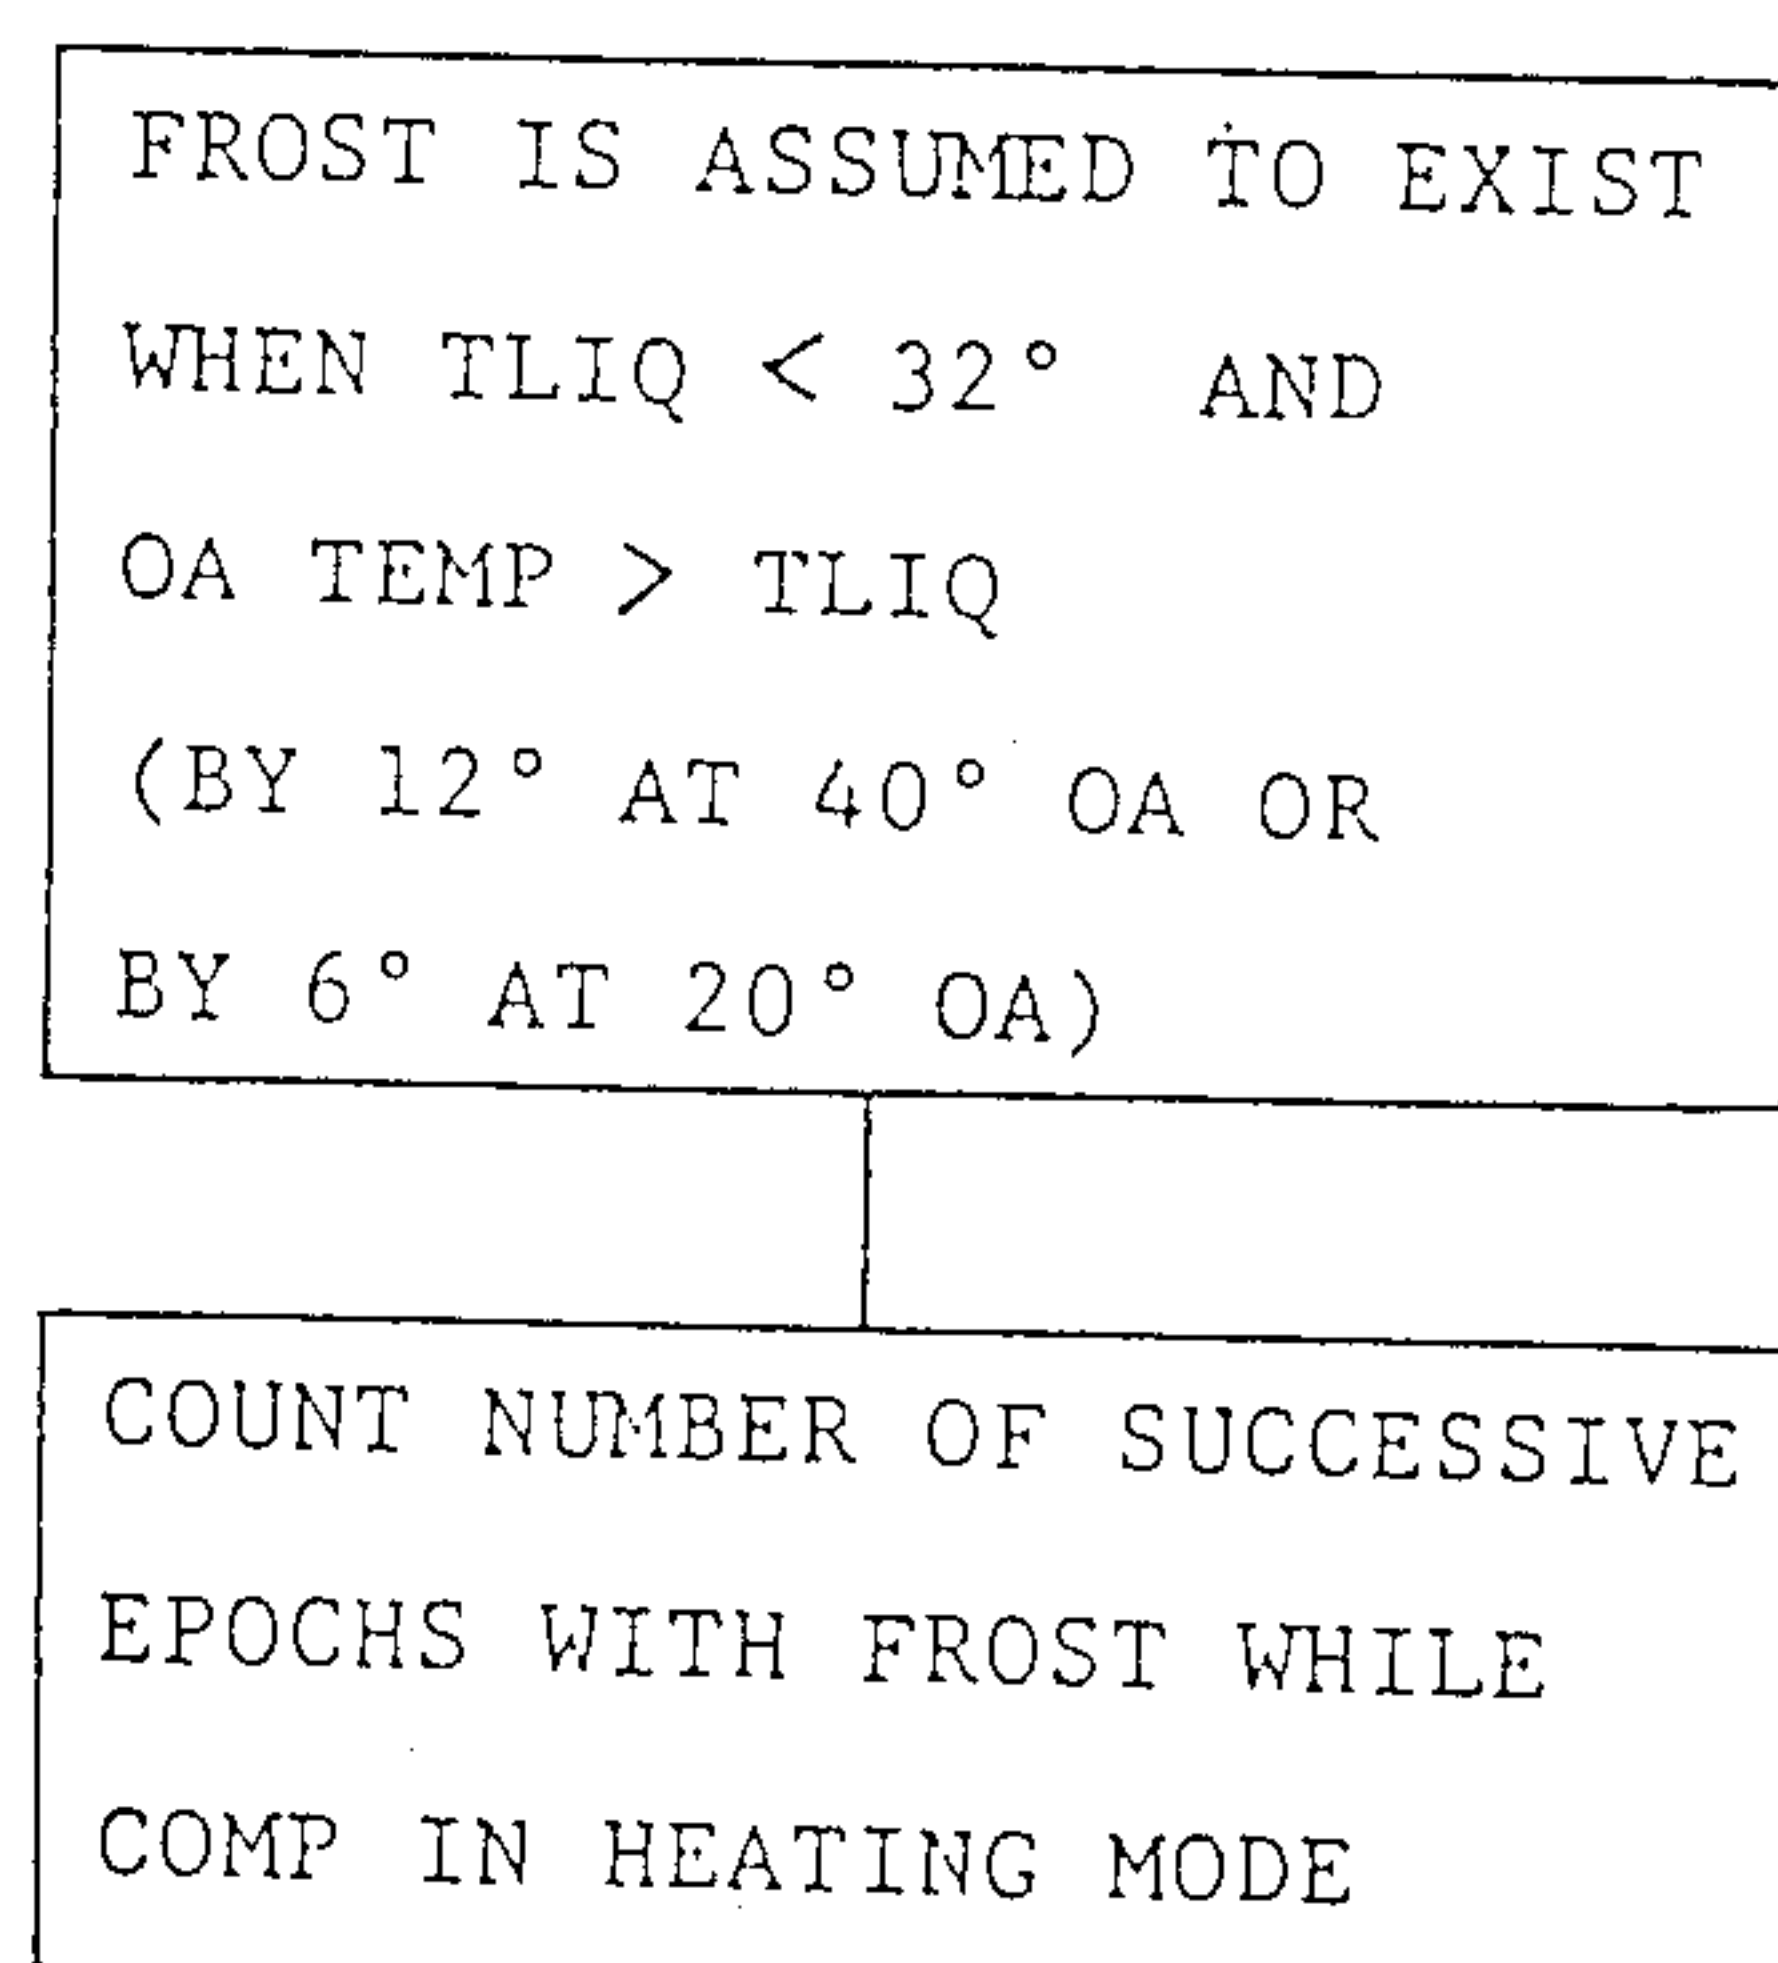 FROST IS ASSUMED TO EXIST
WHEN TLIQ < 32° AND
OA TEMP > TLIQ
(BY 12° AT 40° OA OR
BY 6° AT 20° OA)
COUNT NUMBER OF SUCCESSIVE
EPOCHS WITH FROST WHILE
COMP IN HEATING MODE